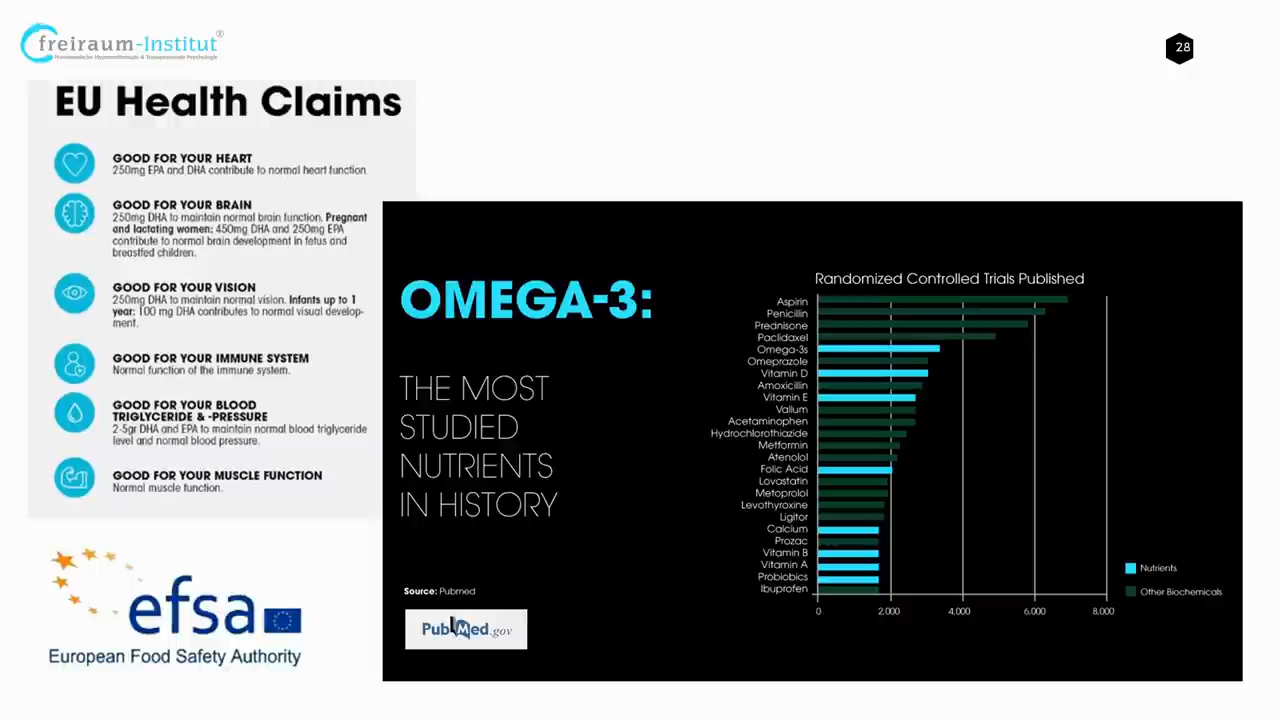 freiraum-Institut®
Humanistische Hypnosetherapie & Transpersonale Psychologie
28
EU Health Claims
GOOD FOR YOUR HEART
250mg EPA and DHA contribute to normal heart function.
GOOD FOR YOUR BRAIN
250mg DHA to maintain normal brain function. Pregnant
and lactating women: 450mg DHA and 250mg EPA
contribute to normal brain development in fetus and
breastfed children.
GOOD FOR YOUR VISION
250mg DHA to maintain normal vision. Infants up to 1
year: 100 mg DHA contributes to normal visual develop-
ment.
GOOD FOR YOUR IMMUNE SYSTEM
Normal function of the immune system.
GOOD FOR YOUR BLOOD
TRIGLYCERIDE & -PRESSURE
2-5gr DHA and EPA to maintain normal blood triglyceride
level and normal blood pressure.
GOOD FOR YOUR MUSCLE FUNCTION
Normal muscle function.
efsa
European Food Safety Authority
OMEGA-3:
THE MOST
STUDIED
NUTRIENTS
IN HISTORY
Source: Pubmed
PubMed.gov
Randomized Controlled Trials Published
Aspirin
Penicillin
Prednisone
Paclidaxel
Omega-3s
Omeprazole
Vitamin D
Amoxicillin
Vitamin E
Vallum
Acetaminophen
Hydrochlorothiazide
Metformin
Atenolol
Folic Acid
Lovastatin
Metoprolol
Levothyroxine
Ligitor
Calcium
Prozac
Vitamin B
Vitamin A
Probiobics
Ibuprofen
0 2.000 4.000 6.000 8.000
Nutrients
Other Biochemicals